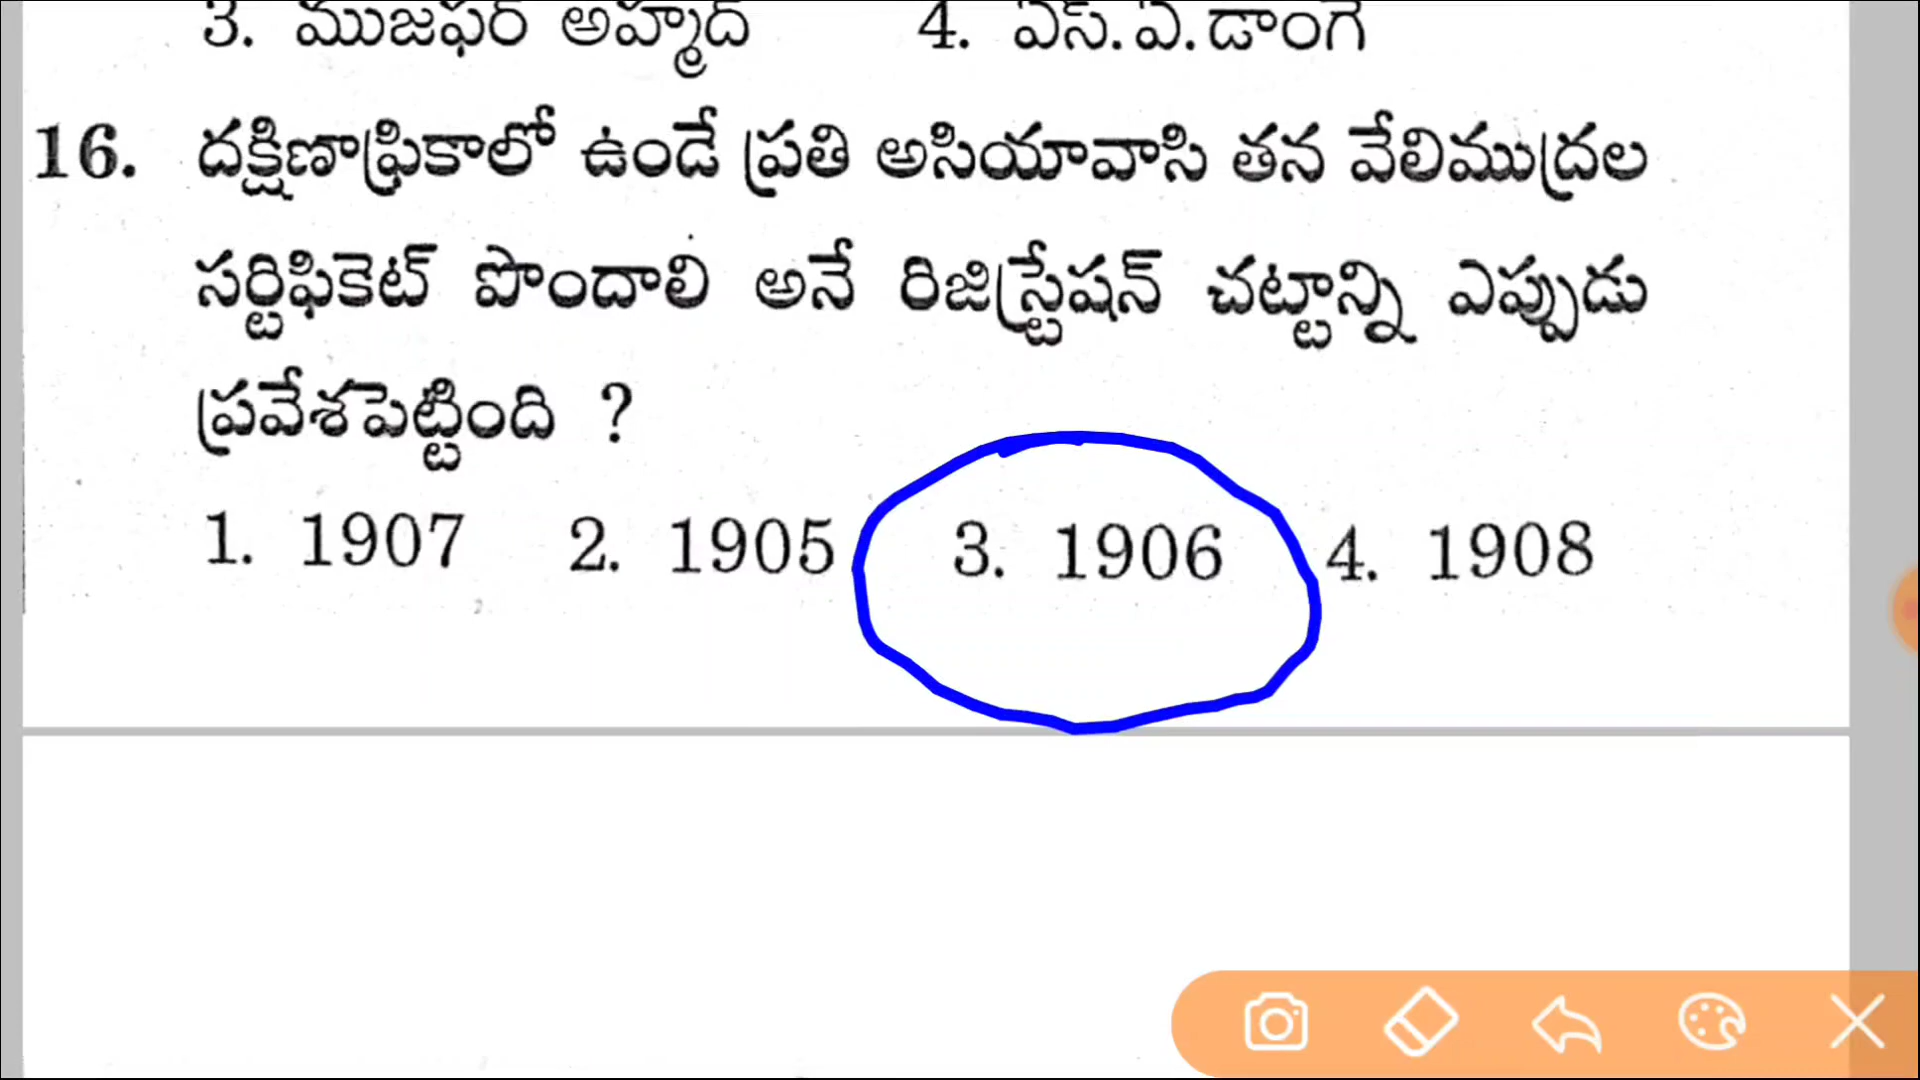 3. ముజఫర్ అహ్మద్ 4. ఎస్.ఏ.డాంగే
16. దక్షిణాఫ్రికాలో ఉండే ప్రతి అసియావాసి తన వేలిముద్రల
సర్టిఫికెట్ పొందాలి అనే రిజిస్ట్రేషన్ చట్టాన్ని ఎప్పుడు
ప్రవేశపెట్టింది ?
1. 1907 2. 1905 3. 1906 4. 1908